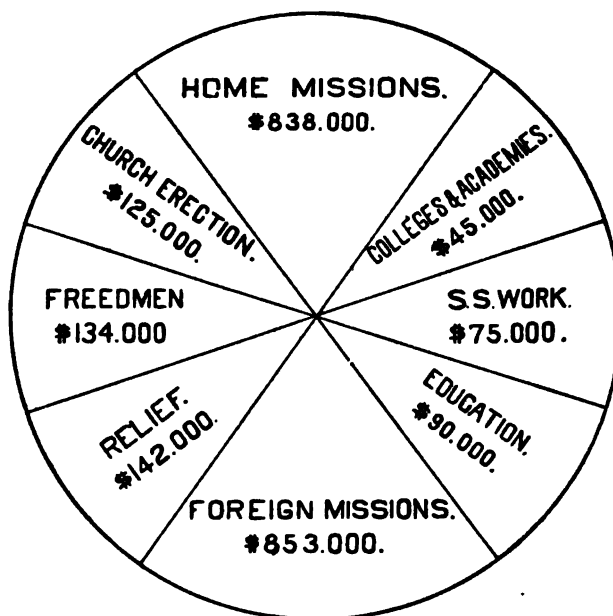 HOME MISSIONS.
$838.000.
COLLEGES & ACADEMIES.
$45.000.
S.S. WORK.
$75.000.
EDUCATION.
$90.000.
FOREIGN MISSIONS.
$853.000.
RELIEF.
$142.000.
FREEDMEN
$134.000
CHURCH ERECTION.
$125.000.